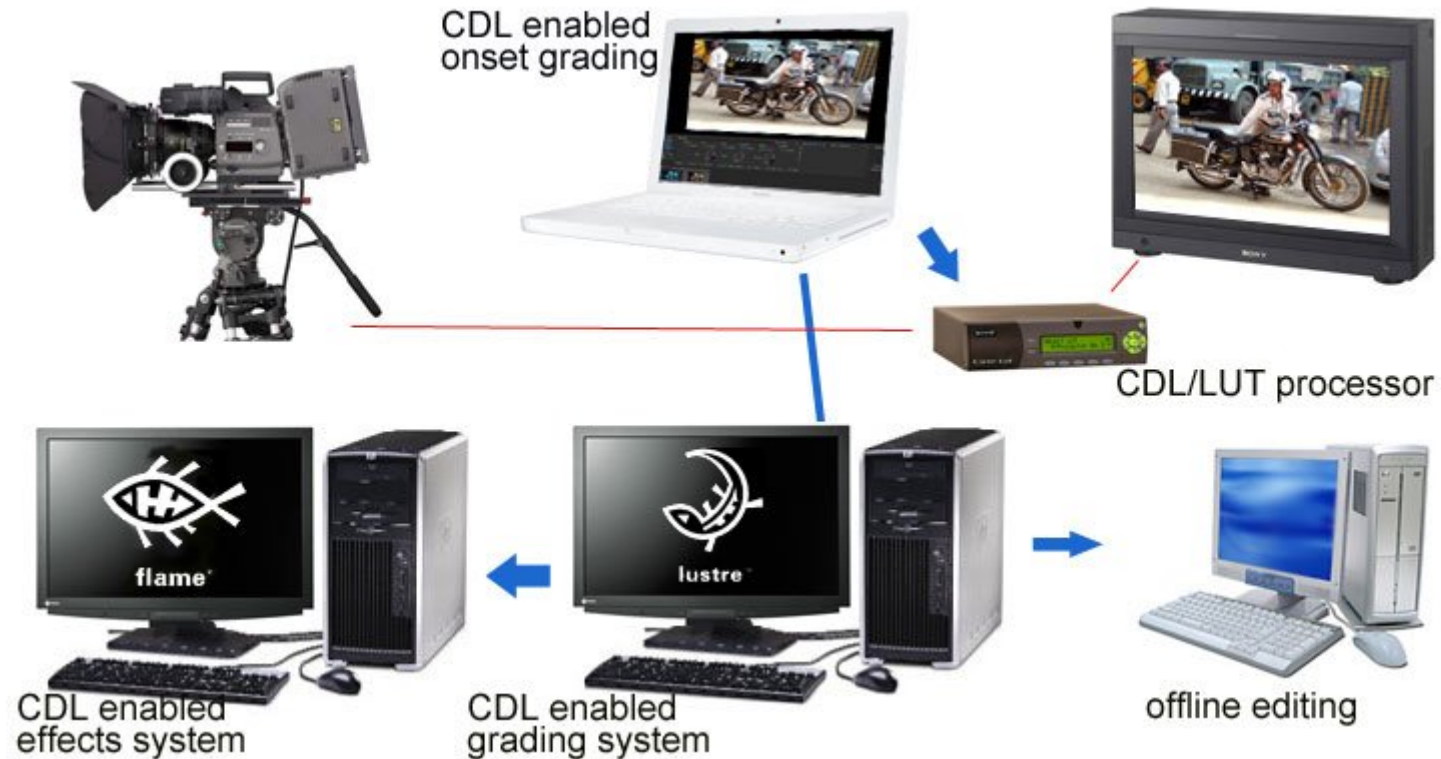 CDL enabled
onset grading
SONY
CDL/LUT processor
flame
lustre
CDL enabled
effects system
CDL enabled
grading system
offline editing